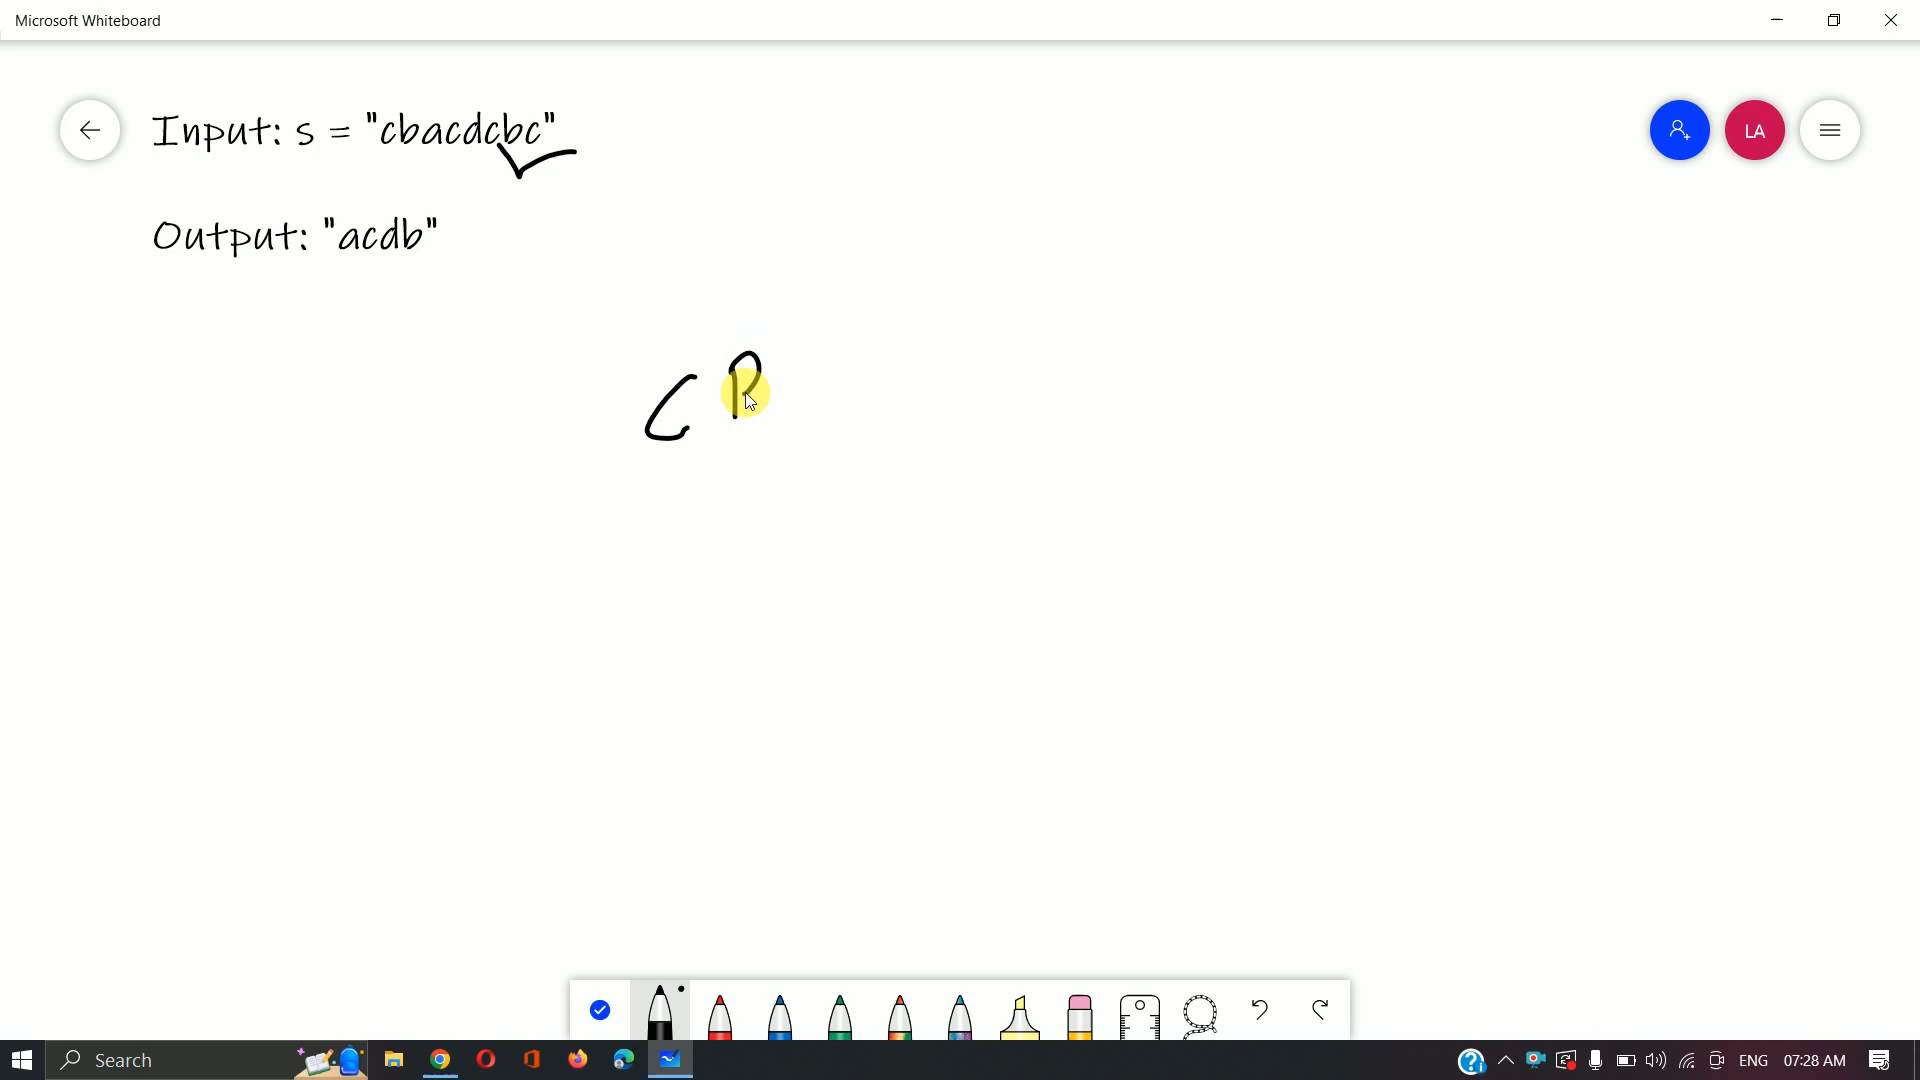 Microsoft Whiteboard
Input: s = "cbacdcbc"
LA
Output: "acdb"
C
Search
ENG 07:28 AM